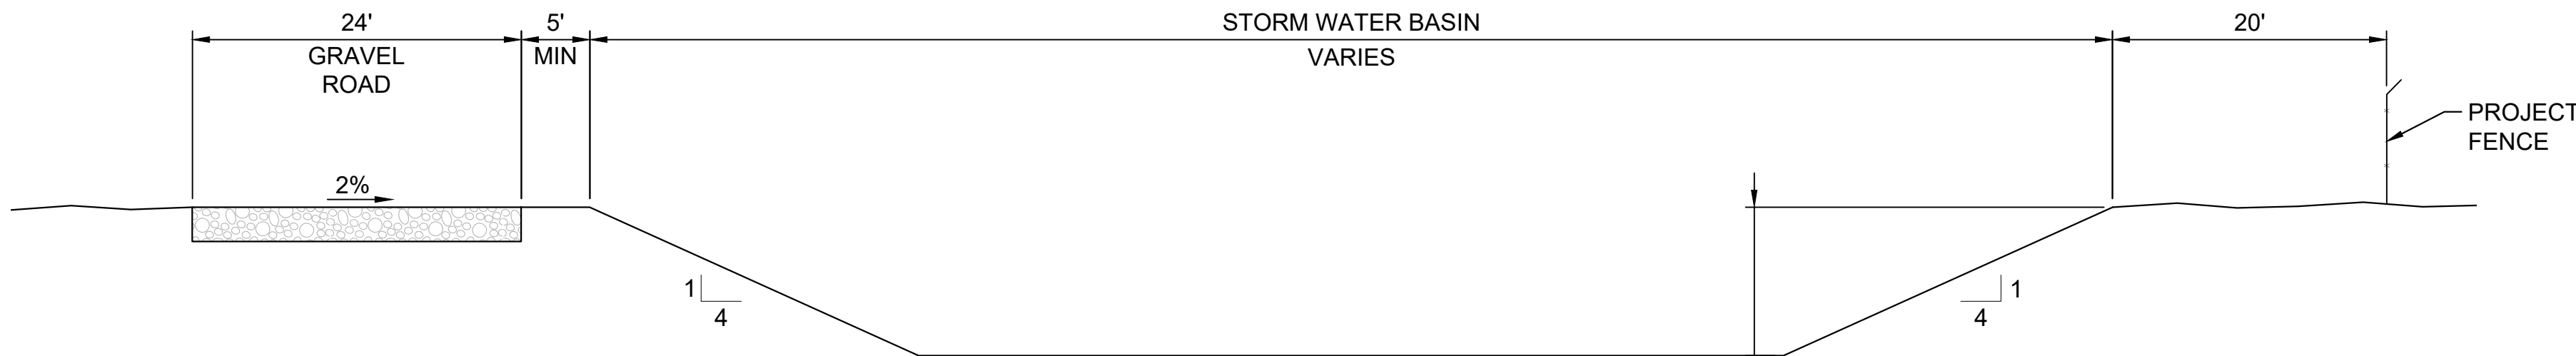 24'
GRAVEL
ROAD
5'
MIN
STORM WATER BASIN
VARIES
20'
PROJECT
FENCE
2%
1
4
1
4